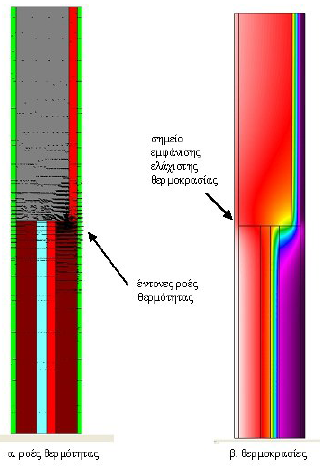 σημείο
εμφάνισης
ελάχιστης
θερμοκρασίας
έντονες ροές
θερμότητας
α. ροές θερμότητας
β. θερμοκρασίες